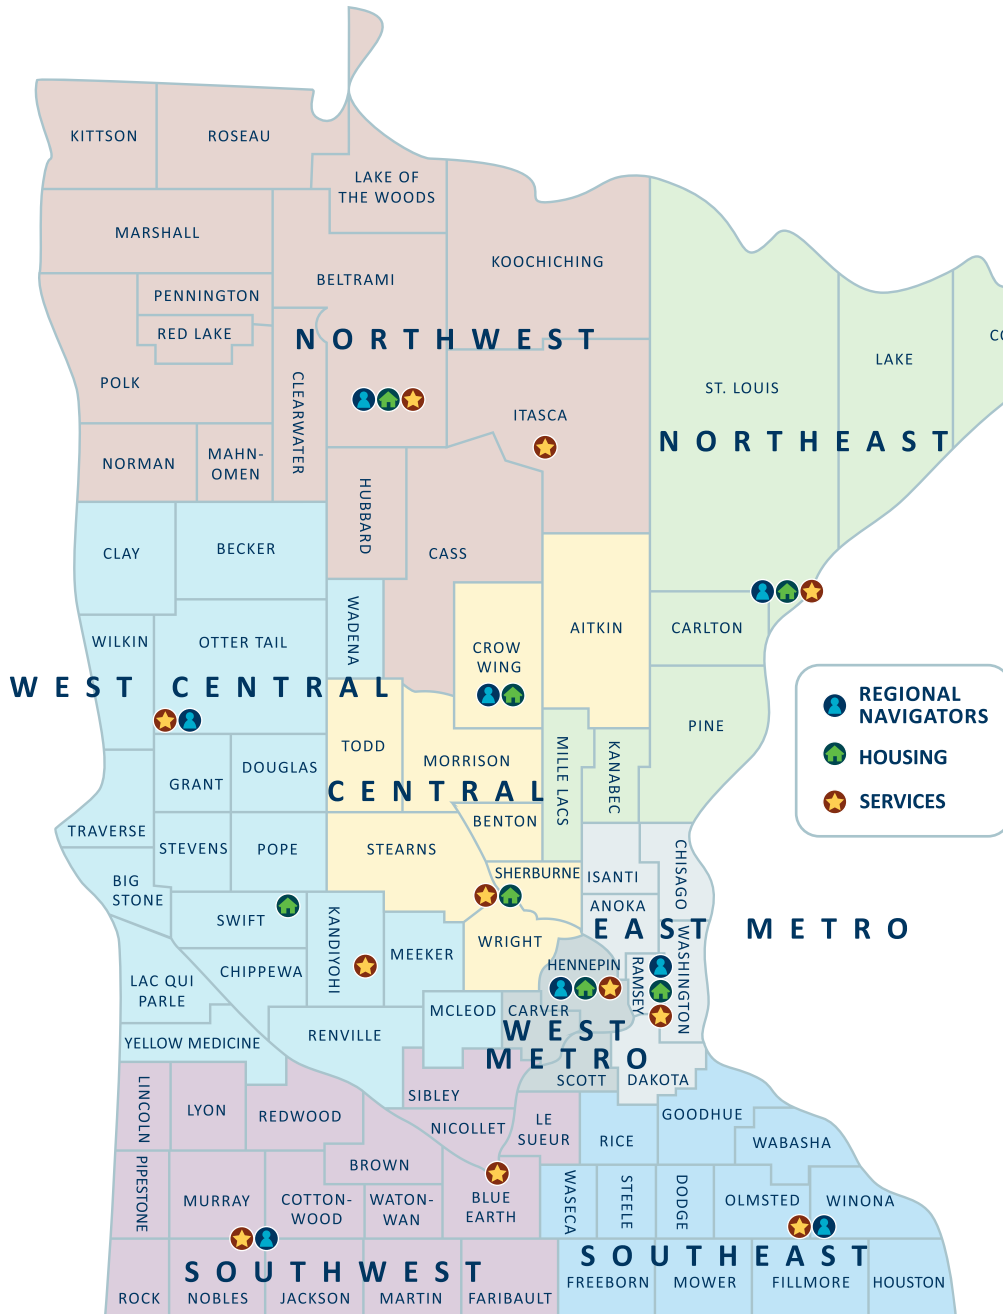 KITTSON
ROSEAU
LAKE OF
THE WOODS
MARSHALL
KOOCHICHING
BELTRAMI
PENNINGTON
RED LAKE
NORTHWEST
CO
LAKE
POLK
CLEARWATER
ST. LOUIS
ITASCA
NORTHEAST
NORMAN
MAHN-
OMEN
HUBBARD
CLAY
BECKER
CASS
WADENA
AITKIN
CARLTON
WILKIN
OTTER TAIL
CROW
WING
WEST CENTRAL
REGIONAL
NAVIGATORS
HOUSING
SERVICES
PINE
TODD
MORRISON
MILLE LACS
KANABEC
DOUGLAS
GRANT
CENTRAL
BENTON
TRAVERSE
STEVENS
POPE
STEARNS
SHERBURNE
ISANTI
CHISAGO
BIG
STONE
SWIFT
KANDIYOHI
ANOKA
EAST METRO
WRIGHT
MEEKER
WASHINGTON
HENNEPIN
RAMSEY
CHIPPEWA
LAC QUI
PARLE
MCLEOD
CARVER
WEST
METRO
RENVILLE
YELLOW MEDICINE
SCOTT
DAKOTA
SIBLEY
LINCOLN
LYON
REDWOOD
NICOLLET
LE
SUEUR
RICE
GOODHUE
WABASHA
PIPESTONE
BROWN
MURRAY
COTTON-
WOOD
WATON-
WAN
BLUE
EARTH
WASECA
STEELE
DODGE
OLMSTED
WINONA
SOUTHWEST
SOUTHEAST
ROCK
NOBLES
JACKSON
MARTIN
FARIBAULT
FREEBORN
MOWER
FILLMORE
HOUSTON